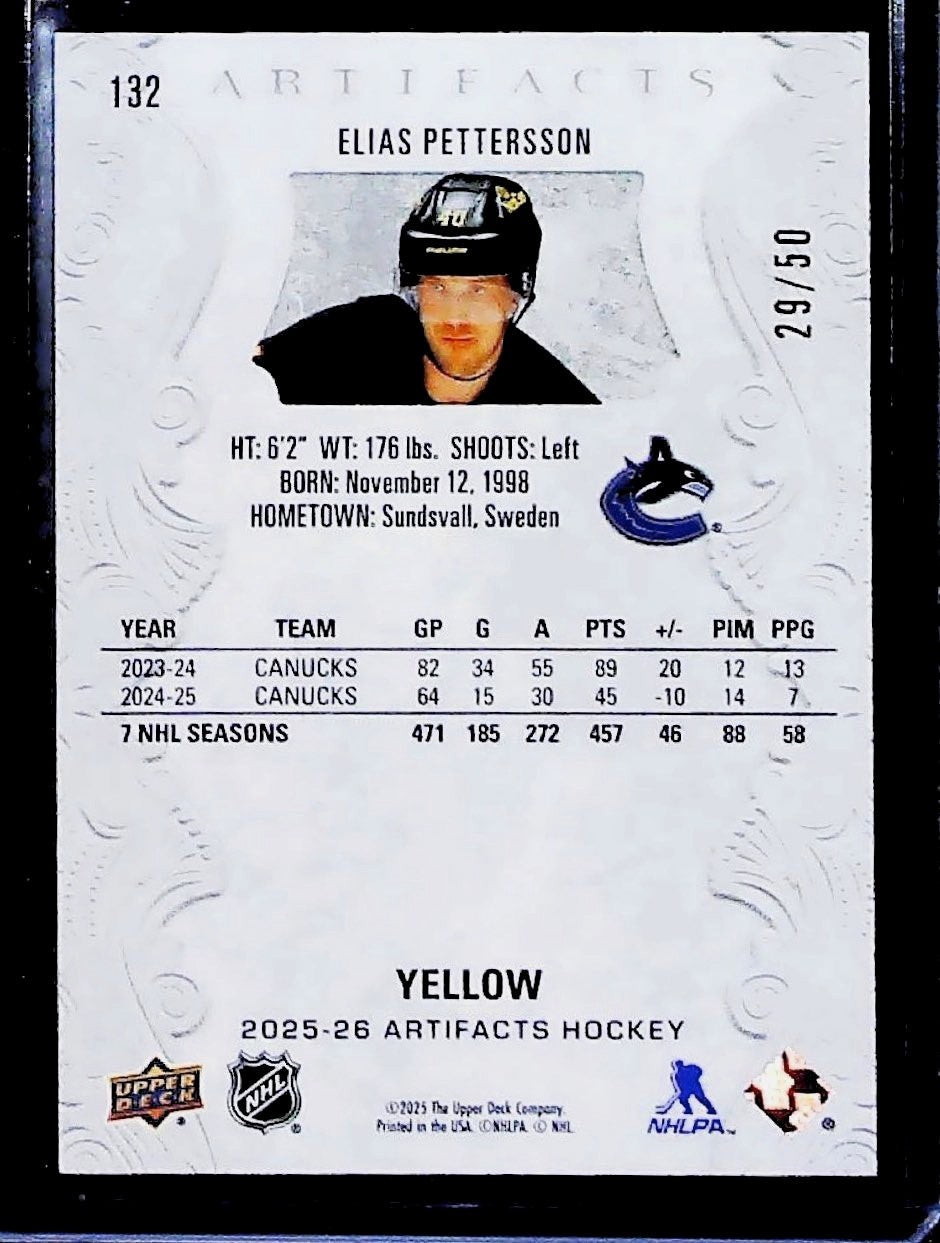 132
ARTIFACTS
ELIAS PETTERSSON
40
29/50
HT: 6'2" WT: 176 lbs. SHOOTS: Left
BORN: November 12, 1998
HOMETOWN: Sundsvall, Sweden
YEAR TEAM GP G A PTS +/- PIM PPG
2023-24 CANUCKS 82 34 55 89 20 12 13
2024-25 CANUCKS 64 15 30 45 -10 14 7
7 NHL SEASONS 471 185 272 457 46 88 58
YELLOW
2025-26 ARTIFACTS HOCKEY
UPPER DECK
NHL
©2025 The Upper Deck Company.
Printed in the USA. ©NHLPA. © NHL.
NHLPA